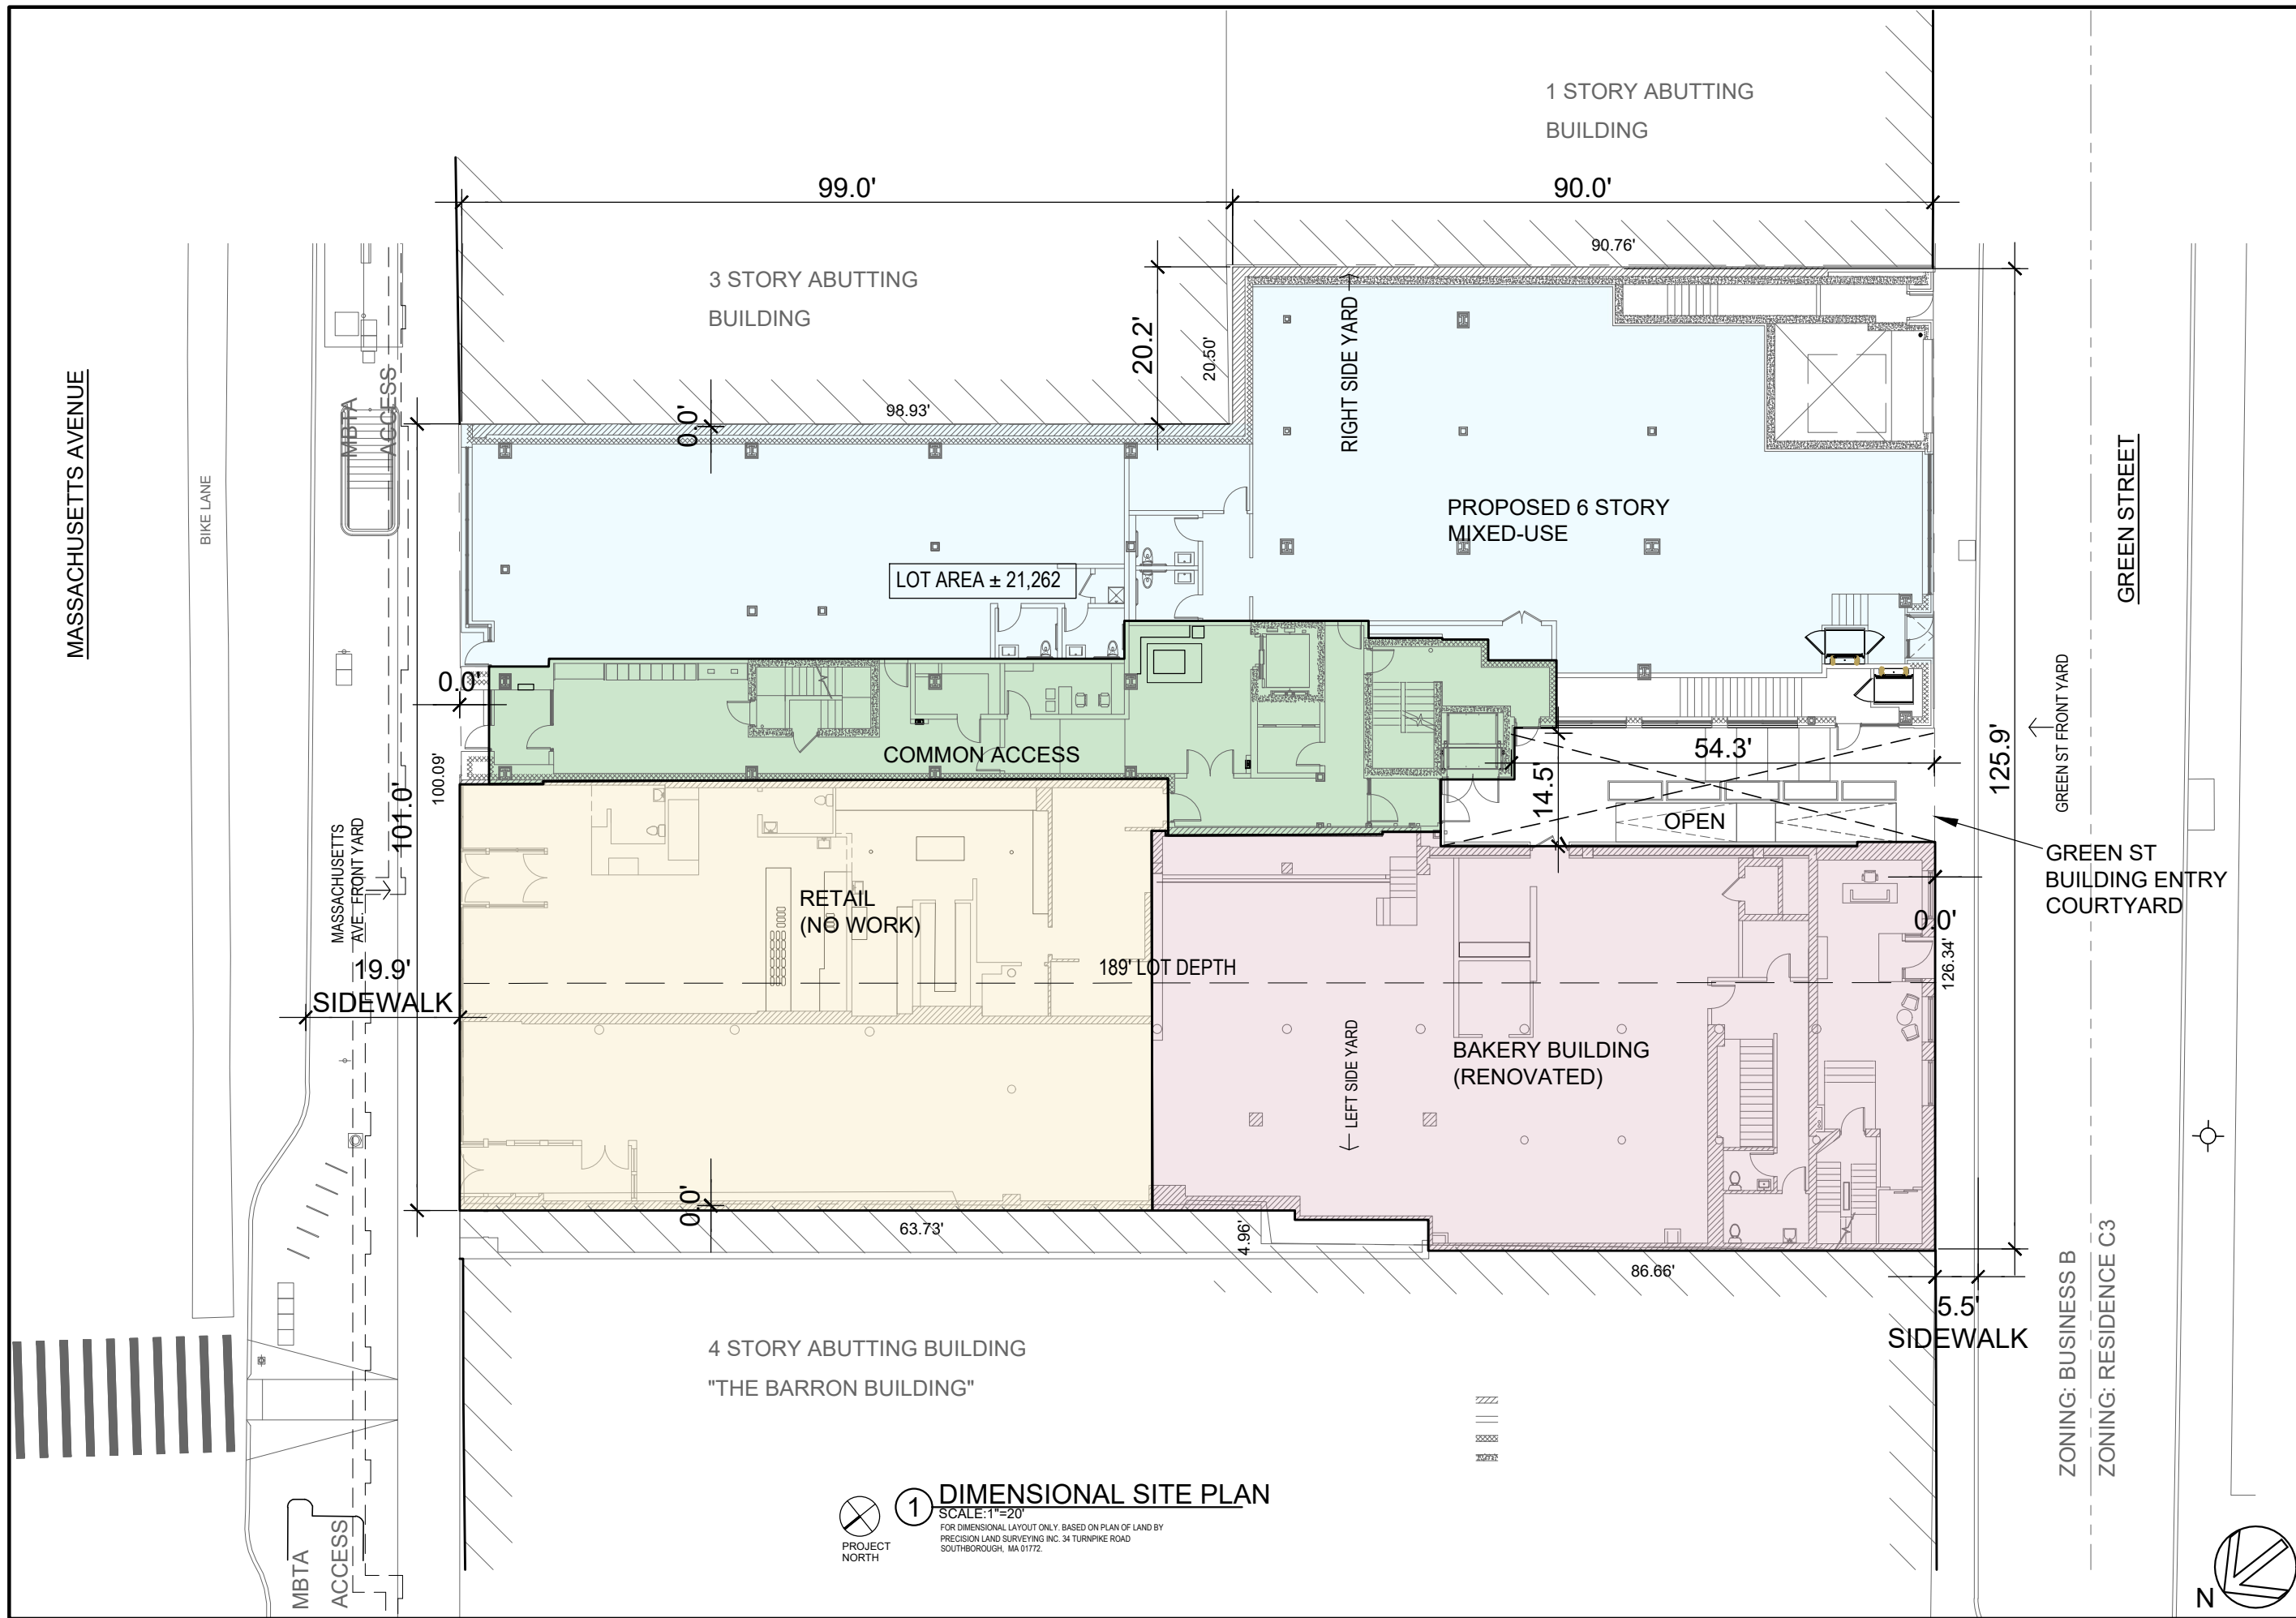 1 STORY ABUTTING
BUILDING
99.0'
90.0'
90.76'
3 STORY ABUTTING
BUILDING
20.2'
20.50'
RIGHT SIDE YARD
MASSACHUSETTS AVENUE
BIKE LANE
MBTA
ACCESS
0.0'
98.93'
GREEN STREET
PROPOSED 6 STORY
MIXED-USE
LOT AREA ± 21,262
0.0'
COMMON ACCESS
54.3'
14.5'
OPEN
125.9'
GREEN ST FRONT YARD
100.09'
101.0'
MASSACHUSETTS
AVE. FRONT YARD
GREEN ST
BUILDING ENTRY
COURTYARD
RETAIL
(NO WORK)
0.0'
126.34'
189' LOT DEPTH
19.9'
SIDEWALK
LEFT SIDE YARD
BAKERY BUILDING
(RENOVATED)
0.0'
63.73'
4.96'
86.66'
5.5'
SIDEWALK
ZONING: BUSINESS B
ZONING: RESIDENCE C3
4 STORY ABUTTING BUILDING
"THE BARRON BUILDING"
MBTA
ACCESS
PROJECT
NORTH
1
DIMENSIONAL SITE PLAN
SCALE:1"=20'
FOR DIMENSIONAL LAYOUT ONLY. BASED ON PLAN OF LAND BY
PRECISION LAND SURVEYING INC. 34 TURNPIKE ROAD
SOUTHBOROUGH, MA 01772.
N